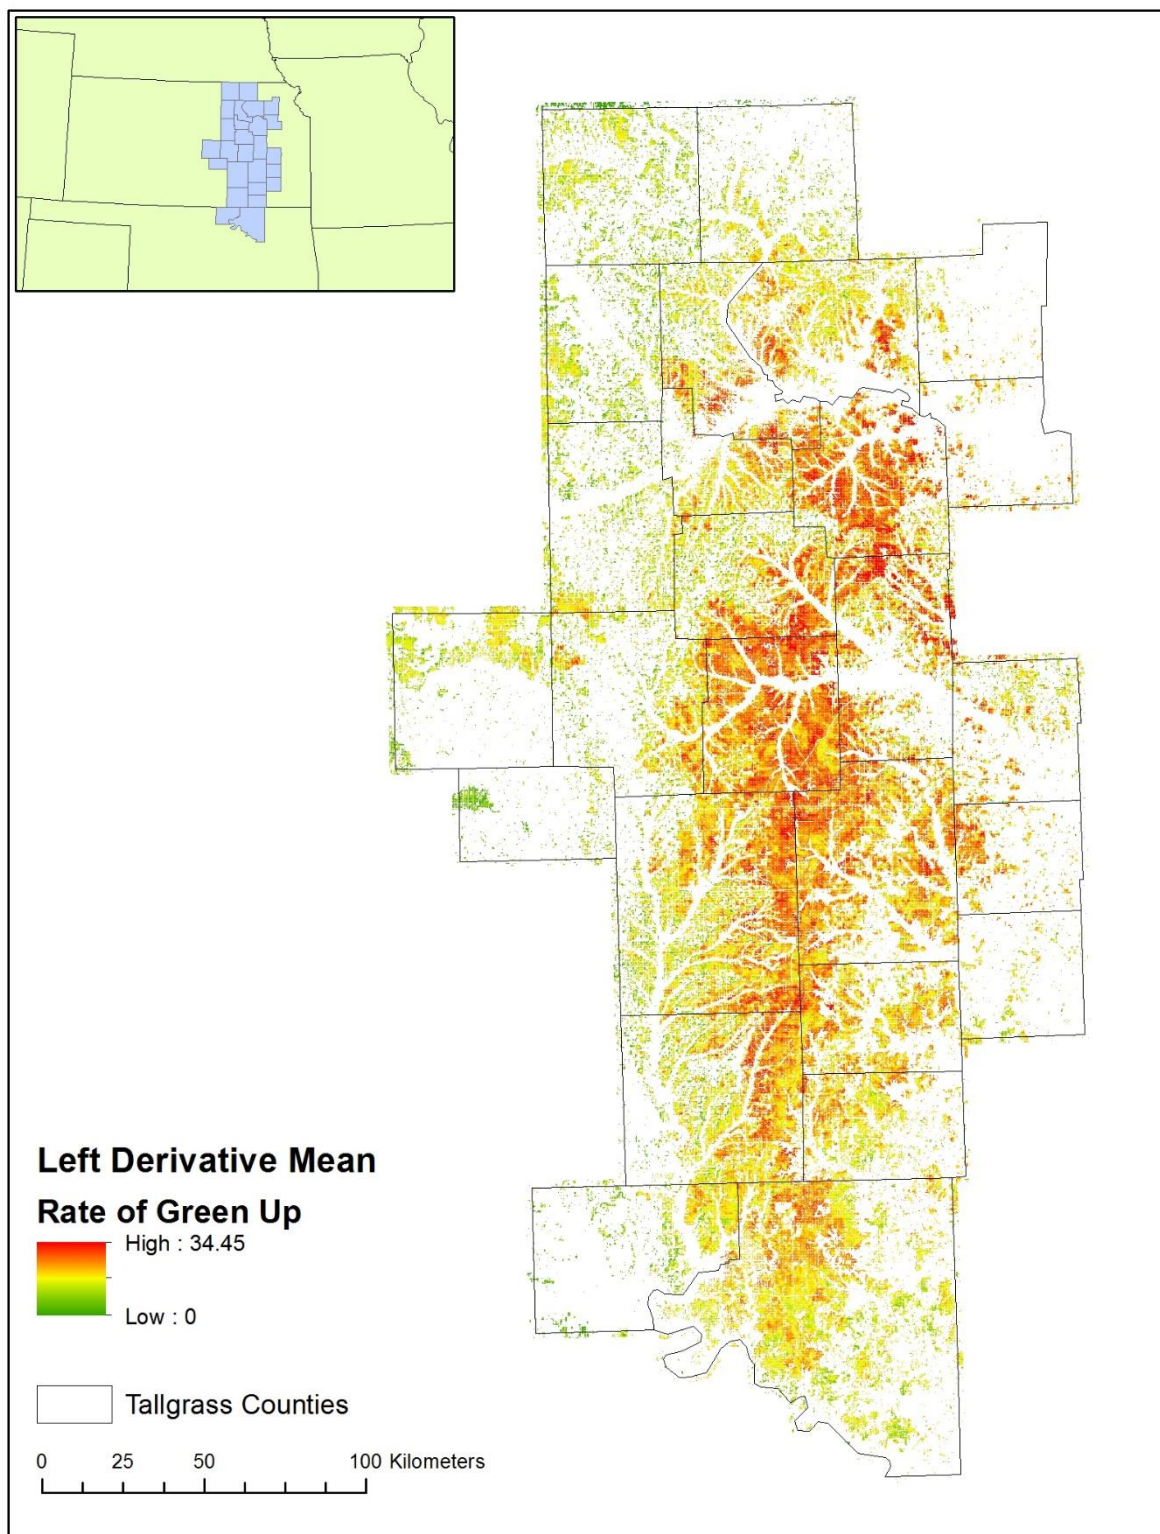 Left Derivative Mean
Rate of Green Up
High : 34.45
Low : 0
Tallgrass Counties
0 25 50 100 Kilometers